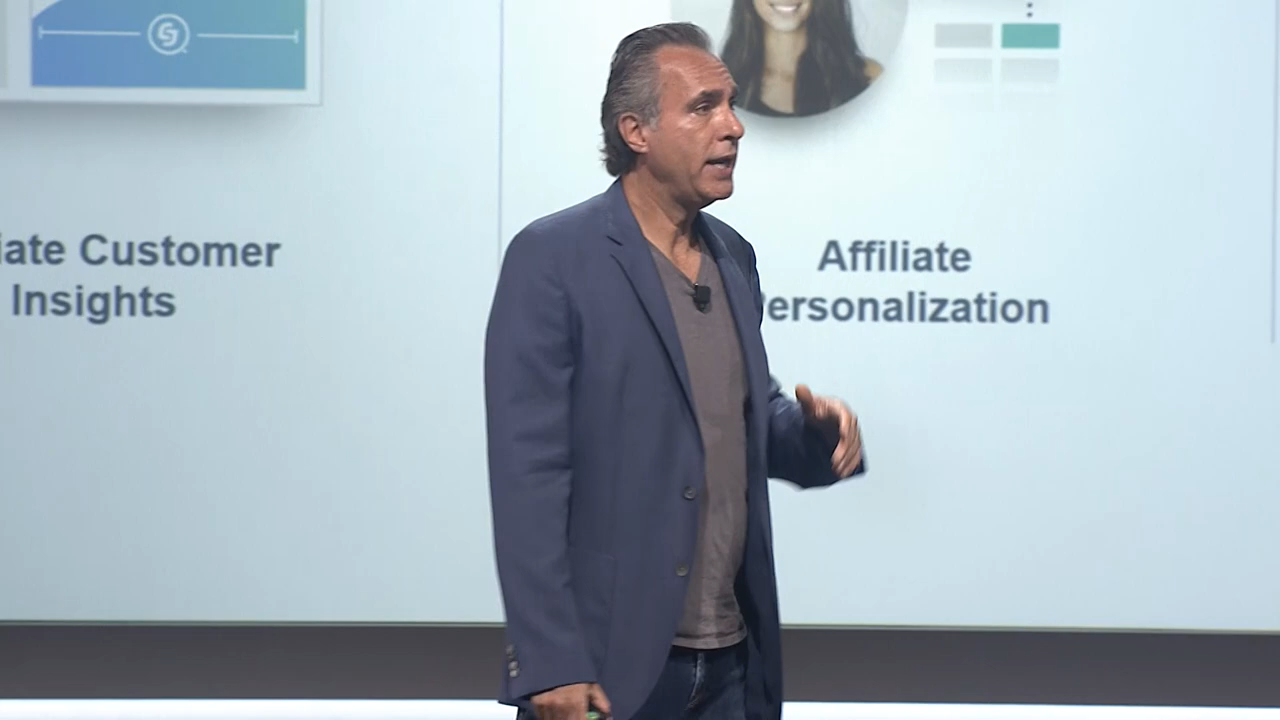 iate Customer
Insights
Affiliate
ersonalization